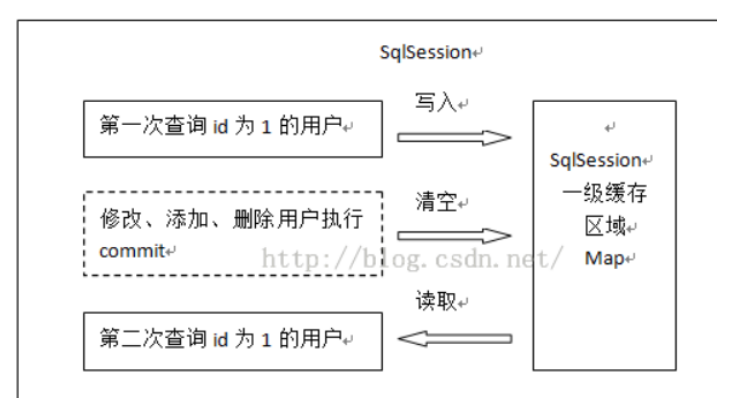 SqlSession
第一次查询 id 为 1 的用户
写入
修改、添加、删除用户执行
commit
清空
第二次查询 id 为 1 的用户
读取
SqlSession
一级缓存
区域
Map
http://blog.csdn.net/